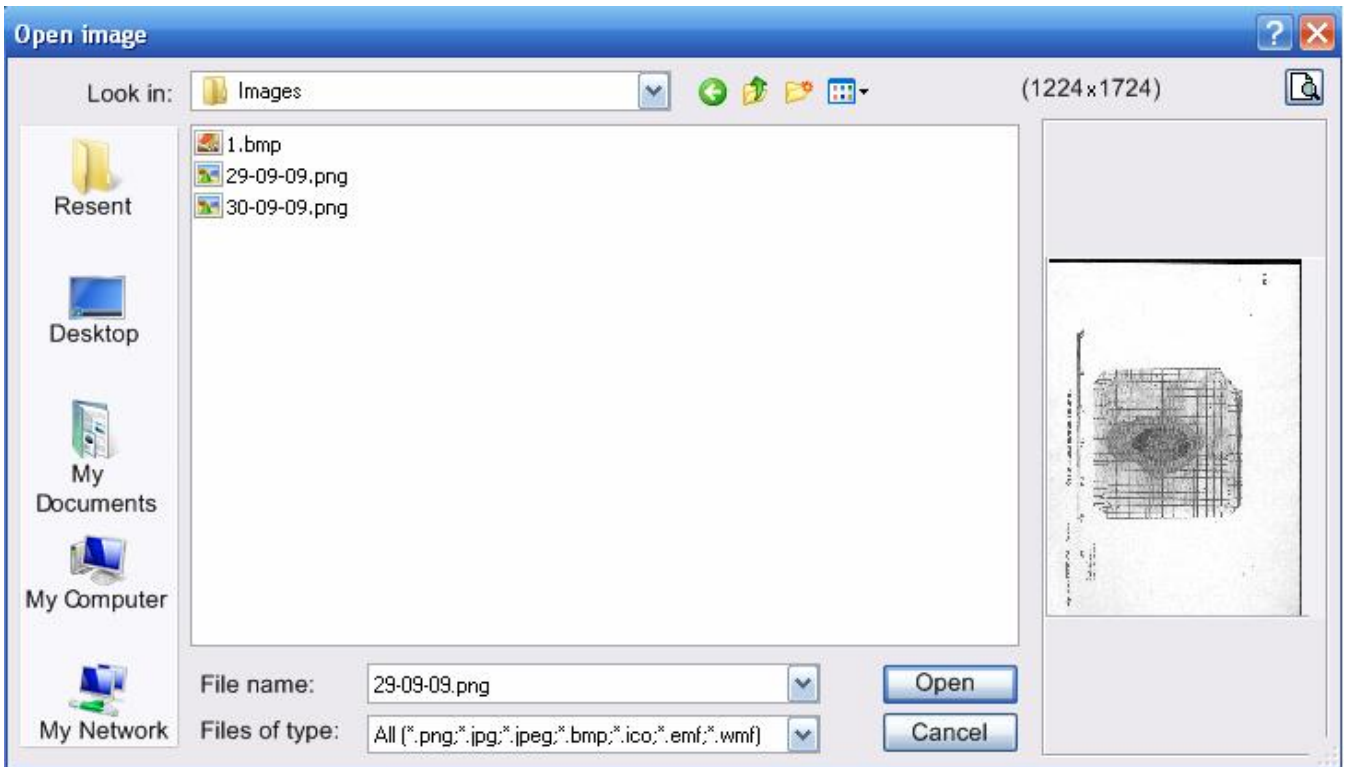 Open image
Look in: Images (1224x1724)
1.bmp
29-09-09.png
30-09-09.png
Resent
Desktop
My
Documents
My Computer
My Network
File name: 29-09-09.png Open
Files of type: All (*.png;*.jpg;*.jpeg;*.bmp;*.ico;*.emf;*.wmf) Cancel